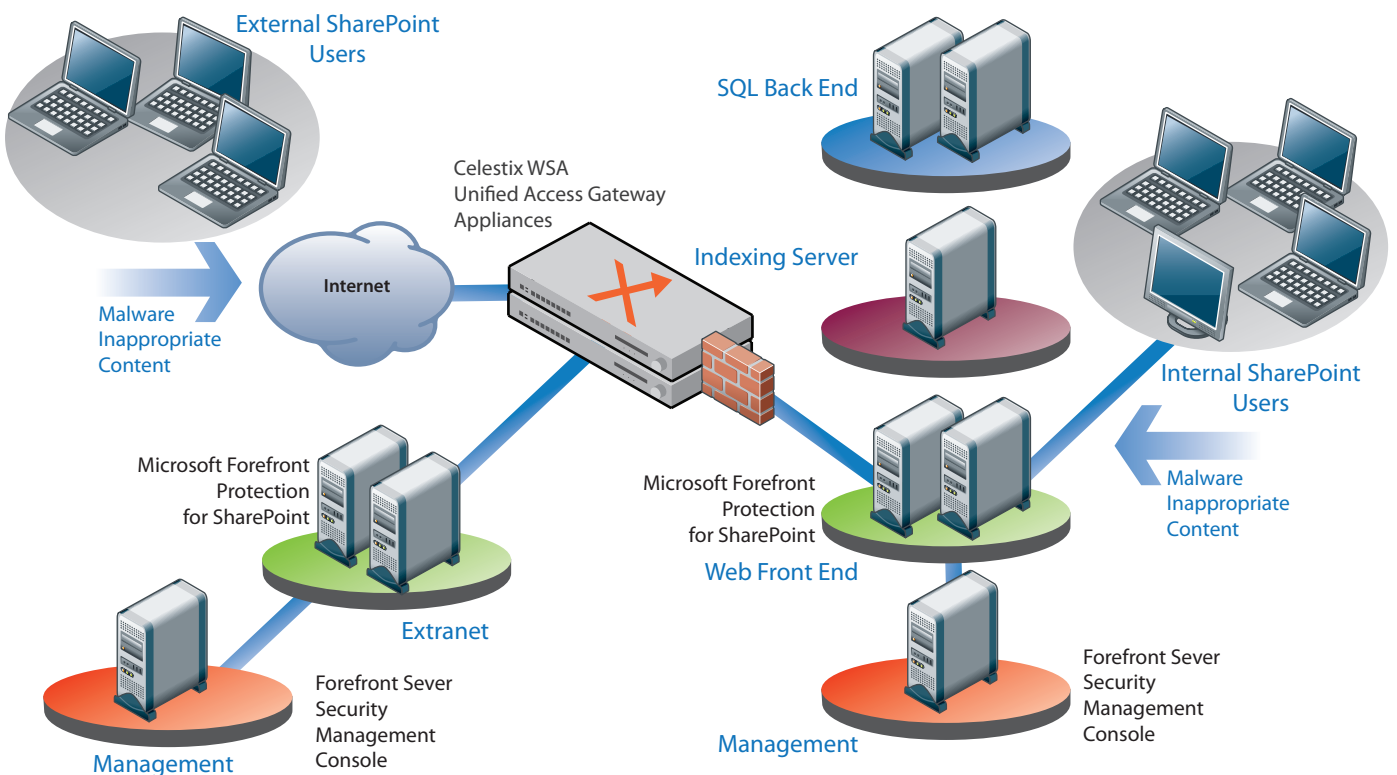 External SharePoint
Users
SQL Back End
Celestix WSA
Unified Access Gateway
Appliances
Indexing Server
Internet
Malware
Inappropriate
Content
Internal SharePoint
Users
Microsoft Forefront
Protection
for SharePoint
Microsoft Forefront
Protection
for SharePoint
Malware
Inappropriate
Content
Web Front End
Extranet
Forefront Sever
Security
Management
Console
Management
Forefront Sever
Security
Management
Console
Management